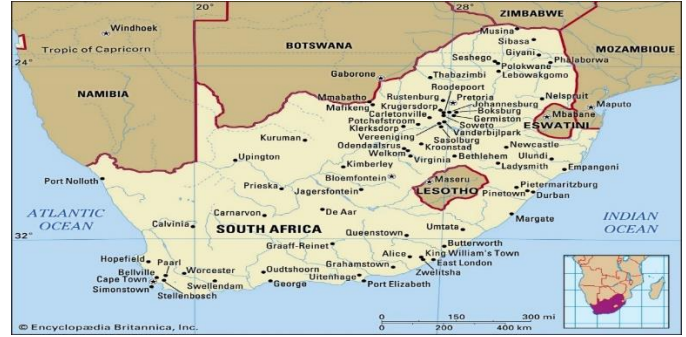 20°
28°
ZIMBABWE
Windhoek
Musina
Sibasa
Tropic of Capricorn
BOTSWANA
Giyani
MOZAMBIQUE
24°
Seshego
Polokwane
Phalaborwa
Gaborone
Thabazimbi
Lebowakgomo
NAMIBIA
Roodepoort
Mmabatho
Rustenburg
Pretoria
Nelspruit
Mafikeng
Krugersdorp
Johannesburg
Maputo
Carletonville
Boksburg
Mbabane
Potchefstroom
Germiston
ESWATINI
Klerksdorp
Soweto
Kuruman
Vereeniging
Vanderbijlpark
Odendaalsrus
Sasolburg
Newcastle
Upington
Welkom
Kroonstad
Kimberley
Virginia
Bethlehem
Ulundi
Port Nolloth
Bloemfontein
Maseru
Ladysmith
Empangeni
Prieska
Jagersfontein
LESOTHO
Pietermaritzburg
Pinetown
Durban
ATLANTIC
OCEAN
Carnarvon
De Aar
Margate
INDIAN
OCEAN
Calvinia
SOUTH AFRICA
Umtata
32°
Queenstown
Graaff-Reinet
Butterworth
Hopefield
Alice
King William's Town
Paarl
Grahamstown
East London
Bellville
Worcester
Oudtshoorn
Zwelitsha
Cape Town
Uitenhage
Simonstown
Swellendam
George
Port Elizabeth
Stellenbosch
0 150 300 mi
0 200 400 km
© Encyclopædia Britannica, Inc.